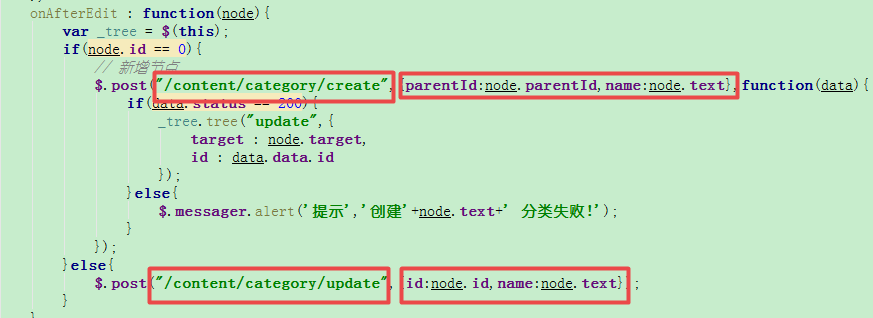 onAfterEdit : function(node){
var _tree = $(this);
if(node.id == 0){
// 新增节点
$.post("/content/category/create",{parentId:node.parentId,name:node.text},function(data){
if(data.status == 200){
_tree.tree("update",{
target : node.target,
id : data.data.id
});
}else{
$.messager.alert('提示','创建'+node.text+' 分类失败!');
}
});
}else{
$.post("/content/category/update",{id:node.id,name:node.text});
}